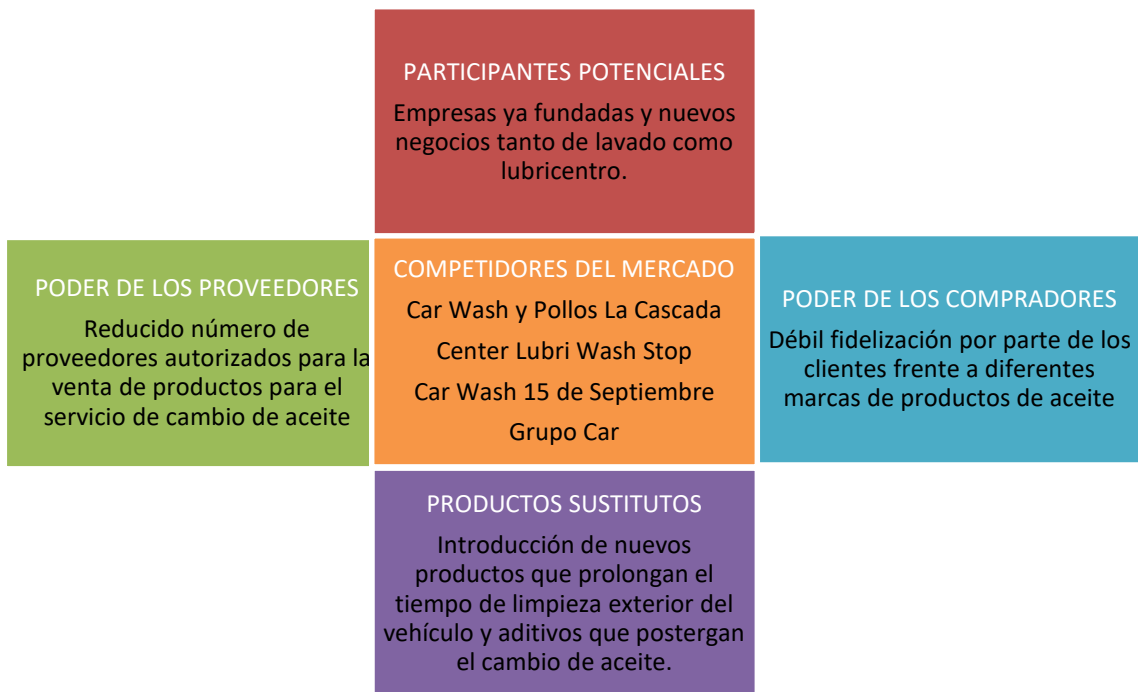 PARTICIPANTES POTENCIALES
Empresas ya fundadas y nuevos
negocios tanto de lavado como
lubricentro.
PODER DE LOS PROVEEDORES
Reducido número de
proveedores autorizados para la
venta de productos para el
servicio de cambio de aceite
COMPETIDORES DEL MERCADO
Car Wash y Pollos La Cascada
Center Lubri Wash Stop
Car Wash 15 de Septiembre
Grupo Car
PODER DE LOS COMPRADORES
Débil fidelización por parte de los
clientes frente a diferentes
marcas de productos de aceite
PRODUCTOS SUSTITUTOS
Introducción de nuevos
productos que prolongan el
tiempo de limpieza exterior del
vehículo y aditivos que postergan
el cambio de aceite.